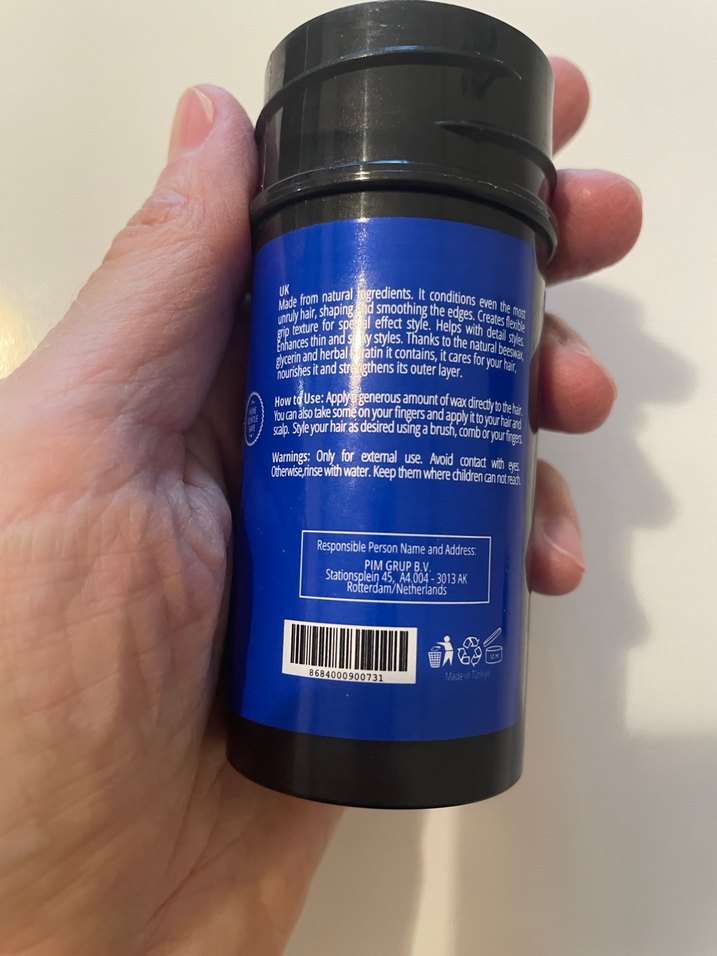 UK
Made from natural ingredients. It conditions even the most
unruly hair, shaping and smoothing the edges. Creates flexible
grip texture for special effect style. Helps with detail styles.
Enhances thin and spiky styles. Thanks to the natural beeswax,
glycerin and herbal keratin it contains, it cares for your hair,
nourishes it and strengthens its outer layer.
How to Use: Apply a generous amount of wax directly to the hair.
You can also take some on your fingers and apply it to your hair and
scalp. Style your hair as desired using a brush, comb or your fingers.
Warnings: Only for external use. Avoid contact with eyes.
Otherwise,rinse with water. Keep them where children can not reach.
Responsible Person Name and Address:
PIM GRUP B.V.
Stationsplein 45, A4.004 - 3013 AK
Rotterdam/Netherlands
8684000900731
12 M
Made in Türkiye